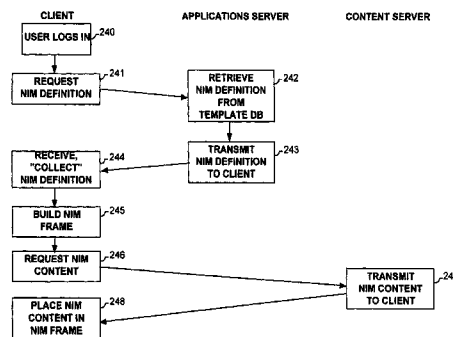 CLIENT
APPLICATIONS SERVER
CONTENT SERVER
USER LOGS IN
240
REQUEST
NIM DEFINITION
241
RETRIEVE
NIM DEFINITION
FROM
TEMPLATE DB
242
TRANSMIT
NIM DEFINITION
TO CLIENT
243
RECEIVE,
"COLLECT"
NIM DEFINITION
244
BUILD NIM
FRAME
245
REQUEST NIM
CONTENT
246
TRANSMIT
NIM CONTENT
TO CLIENT
24
PLACE NIM
CONTENT IN
NIM FRAME
248